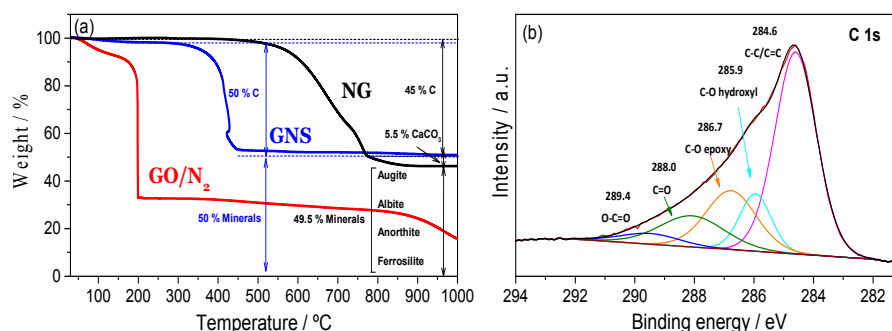 (a)
100
80
60
40
20
0
Weight / %
100 200 300 400 500 600 700 800 900 1000
Temperature / ºC
50 % C
GNS
NG
45 % C
5.5 % CaCO3
GO/N2
50 % Minerals
49.5 % Minerals
Augite
Albite
Anorthite
Ferrosilite
(b)
C 1s
284.6
C-C/C=C
285.9
C-O hydroxyl
286.7
C-O epoxy
288.0
C=O
289.4
O-C=O
Intensity / a.u.
294 292 290 288 286 284 282
Binding energy / eV